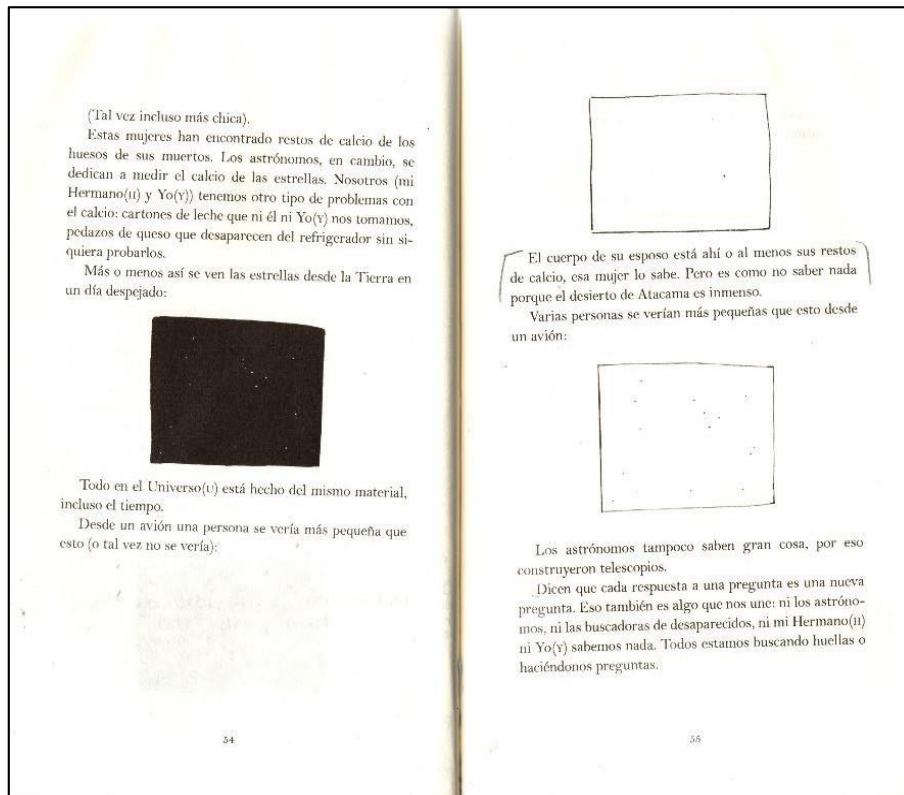 (Tal vez incluso más chica).
Estas mujeres han encontrado restos de calcio de los
huesos de sus muertos. Los astrónomos, en cambio, se
dedican a medir el calcio de las estrellas. Nosotros (mi
Hermano(H) y Yo(Y)) tenemos otro tipo de problemas con
el calcio: cartones de leche que ni él ni Yo(Y) nos tomamos,
pedazos de queso que desaparecen del refrigerador sin si-
quiera probarlos.
Más o menos así se ven las estrellas desde la Tierra en
un día despejado:
Todo en el Universo(U) está hecho del mismo material,
incluso el tiempo.
Desde un avión una persona se vería más pequeña que
esto (o tal vez no se vería):
54
El cuerpo de su esposo está ahí o al menos sus restos
de calcio, esa mujer lo sabe. Pero es como no saber nada
porque el desierto de Atacama es inmenso.
Varias personas se verían más pequeñas que esto desde
un avión:
Los astrónomos tampoco saben gran cosa, por eso
construyeron telescopios.
Dicen que cada respuesta a una pregunta es una nueva
pregunta. Eso también es algo que nos une: ni los astróno-
mos, ni las buscadoras de desaparecidos, ni mi Hermano(H)
ni Yo(Y) sabemos nada. Todos estamos buscando huellas o
haciéndonos preguntas.
55